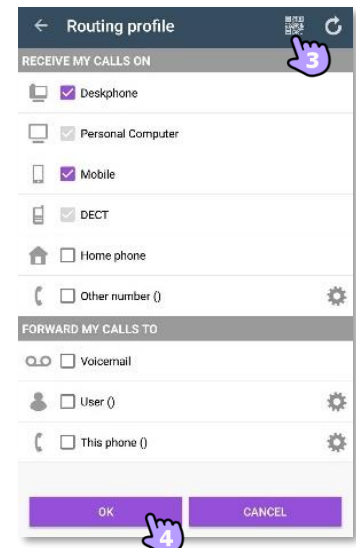 Routing profile
3
RECEIVE MY CALLS ON
Deskphone
Personal Computer
Mobile
DECT
Home phone
Other number ()
FORWARD MY CALLS TO
Voicemail
User ()
This phone ()
OK CANCEL
4